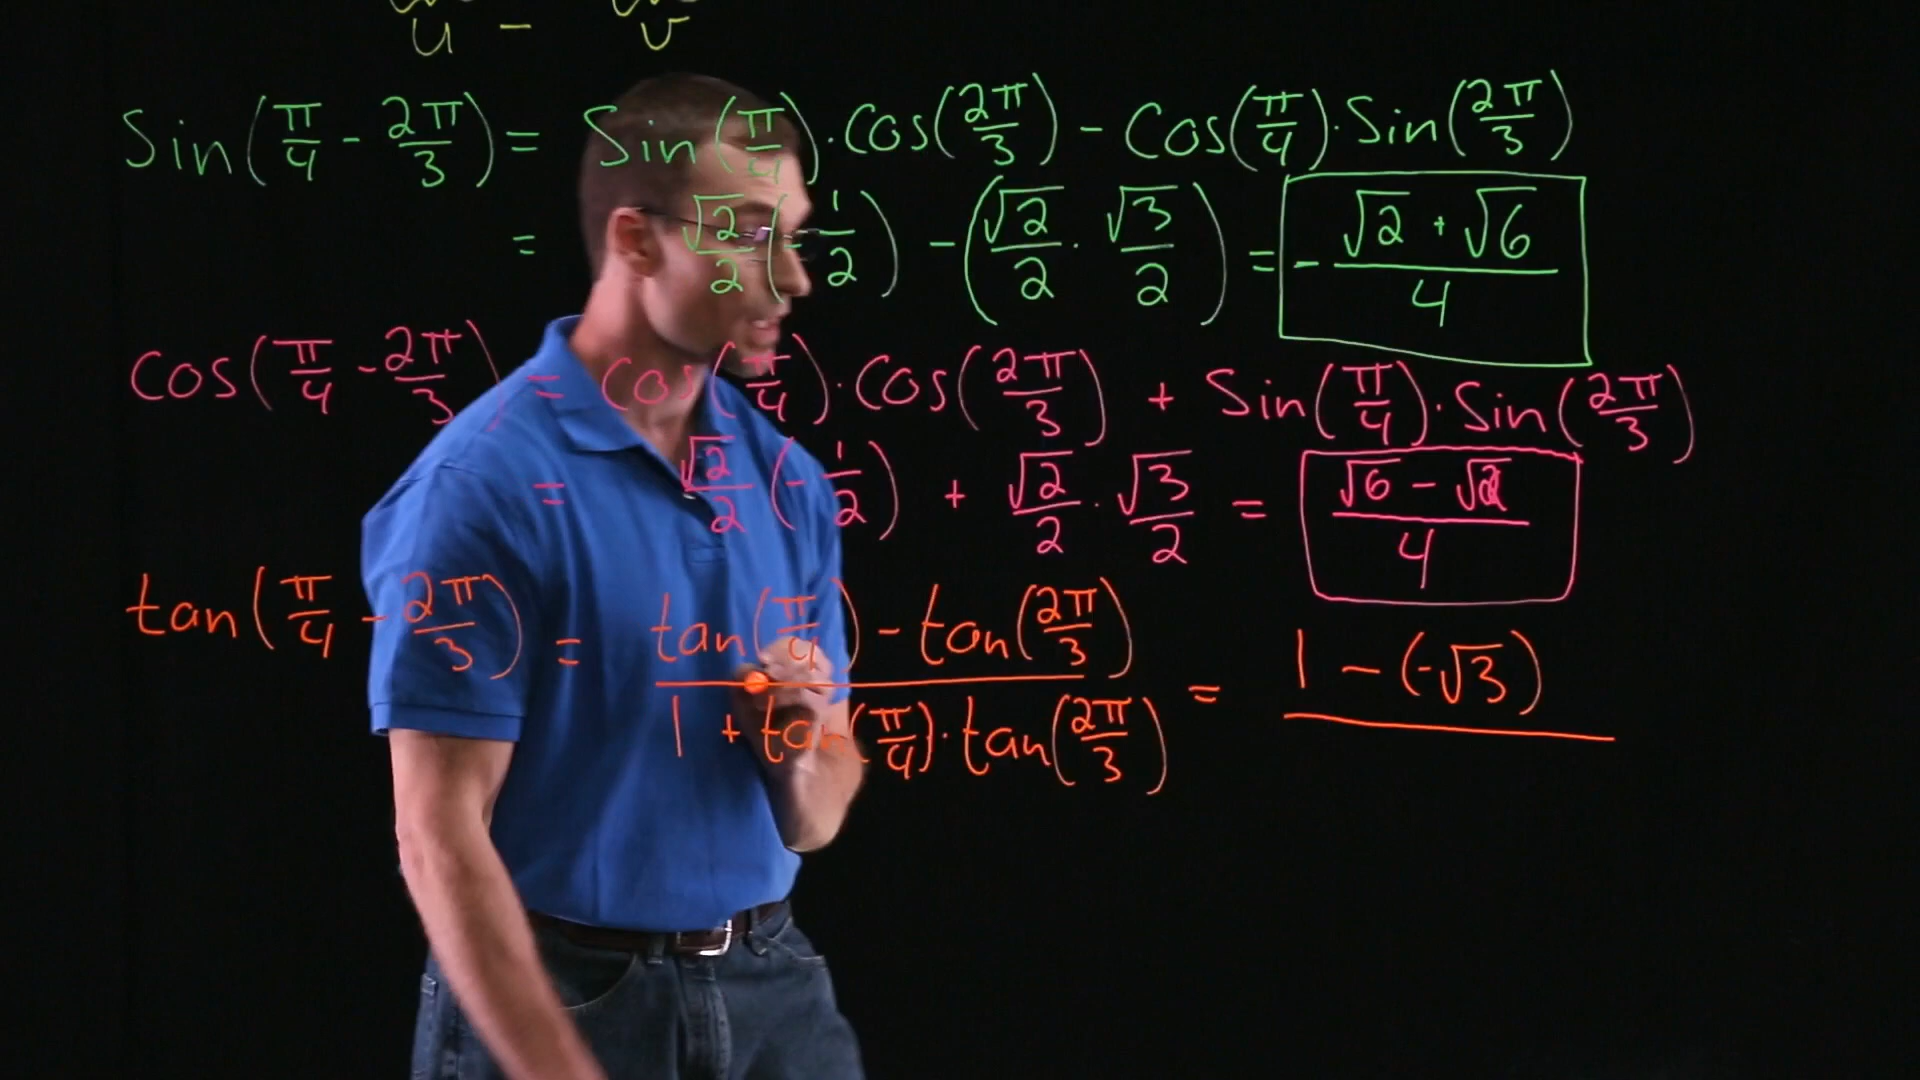 u - v
Sin(π/4 - 2π/3) = Sin(π/4)·Cos(2π/3) - Cos(π/4)·Sin(2π/3)
= √2/2 (-1/2) - (√2/2 · √3/2) = - (√2 + √6)/4
Cos(π/4 - 2π/3) = Cos(π/4)·Cos(2π/3) + Sin(π/4)·Sin(2π/3)
= √2/2 (-1/2) + √2/2 · √3/2 = (√6 - √2)/4
tan(π/4 - 2π/3) = (tan(π/4) - tan(2π/3))/(1 + tan(π/4)·tan(2π/3)) = 1 - (-√3)